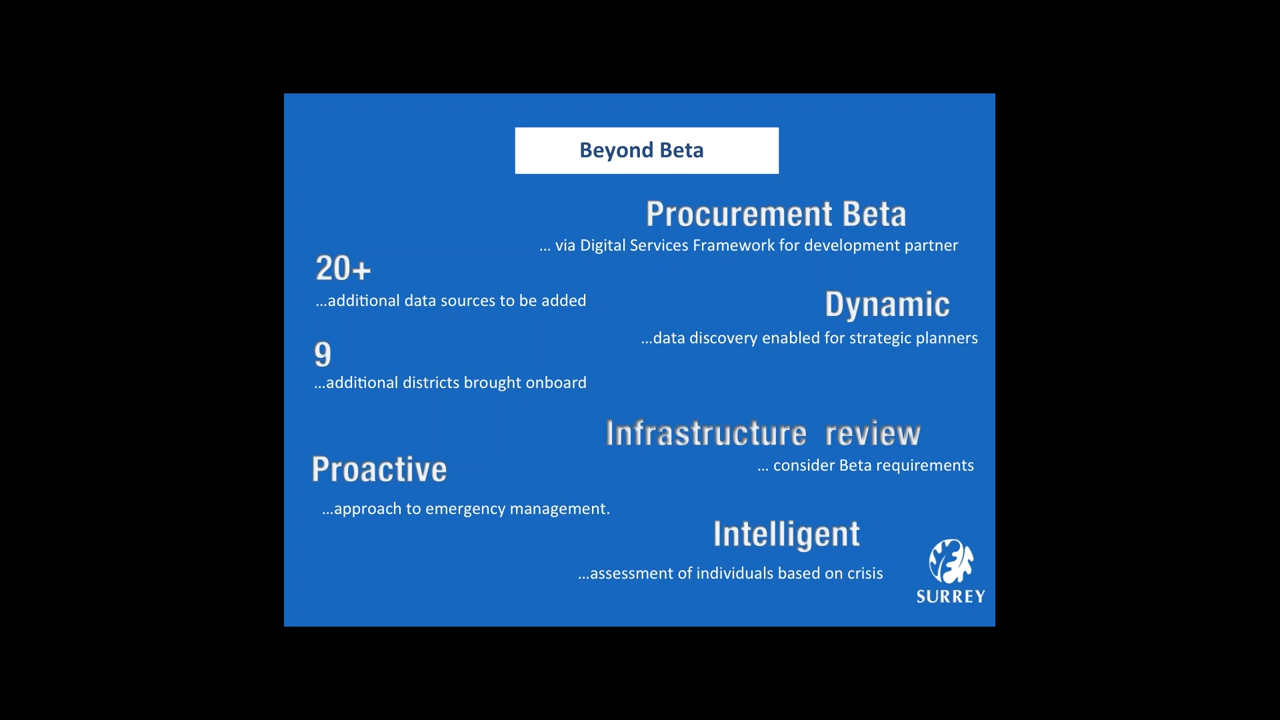 Beyond Beta
Procurement Beta
... via Digital Services Framework for development partner
20+
...additional data sources to be added
Dynamic
...data discovery enabled for strategic planners
9
...additional districts brought onboard
Infrastructure review
... consider Beta requirements
Proactive
...approach to emergency management.
Intelligent
...assessment of individuals based on crisis
SURREY